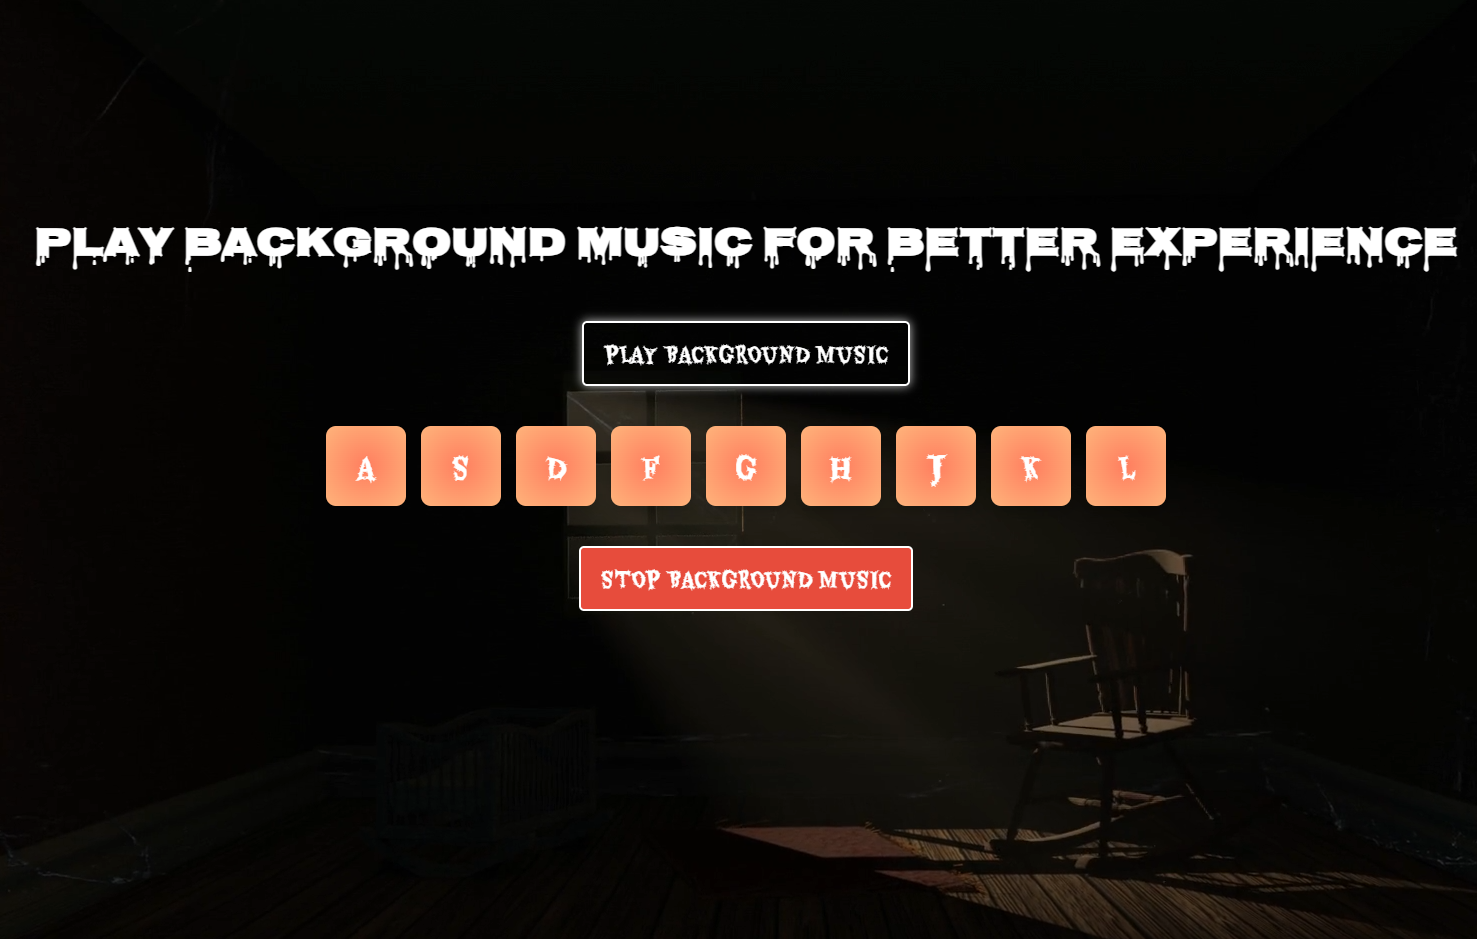 PLAY BACKGROUND MUSIC FOR BETTER EXPERIENCE
PLAY BACKGROUND MUSIC
A S D F G H J K L
STOP BACKGROUND MUSIC